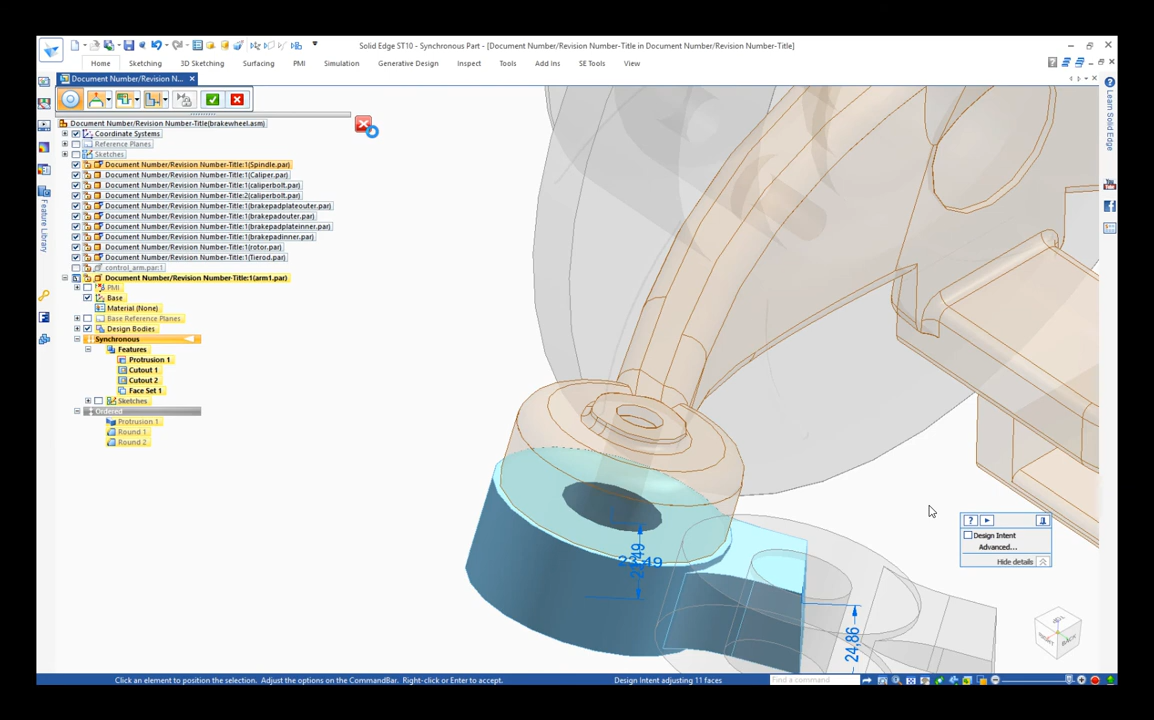 Solid Edge ST10 - Synchronous Part - [Document Number/Revision Number-Title in Document Number/Revision Number-Title]
Home Sketching 3D Sketching Surfacing PMI Simulation Generative Design Inspect Tools Add Ins SE Tools View
Document Number/Revision N...
Document Number/Revision Number-Title(brakewheel.asm)
Coordinate Systems
Reference Planes
Sketches
Document Number/Revision Number-Title:1(Spindle.par)
Document Number/Revision Number-Title:1(Caliper.par)
Document Number/Revision Number-Title:1(caliperbolt.par)
Document Number/Revision Number-Title:2(caliperbolt.par)
Document Number/Revision Number-Title:1(brakepadplateouter.par)
Document Number/Revision Number-Title:1(brakepadouter.par)
Document Number/Revision Number-Title:1(brakepadplateinner.par)
Document Number/Revision Number-Title:1(brakepadinner.par)
Document Number/Revision Number-Title:1(rotor.par)
Document Number/Revision Number-Title:1(Tierod.par)
control_arm.par:1
Document Number/Revision Number-Title:1(arm1.par)
PMI
Base
Material (None)
Base Reference Planes
Design Bodies
Synchronous
Features
Protrusion 1
Cutout 1
Cutout 2
Face Set 1
Sketches
Ordered
Protrusion 1
Round 1
Round 2
Feature Library
Learn Solid Edge
Design Intent
Advanced...
Hide details
24,86
RIGHT
BACK
Click an element to position the selection. Adjust the options on the CommandBar. Right-click or Enter to accept.
Design Intent adjusting 11 faces
Find a command